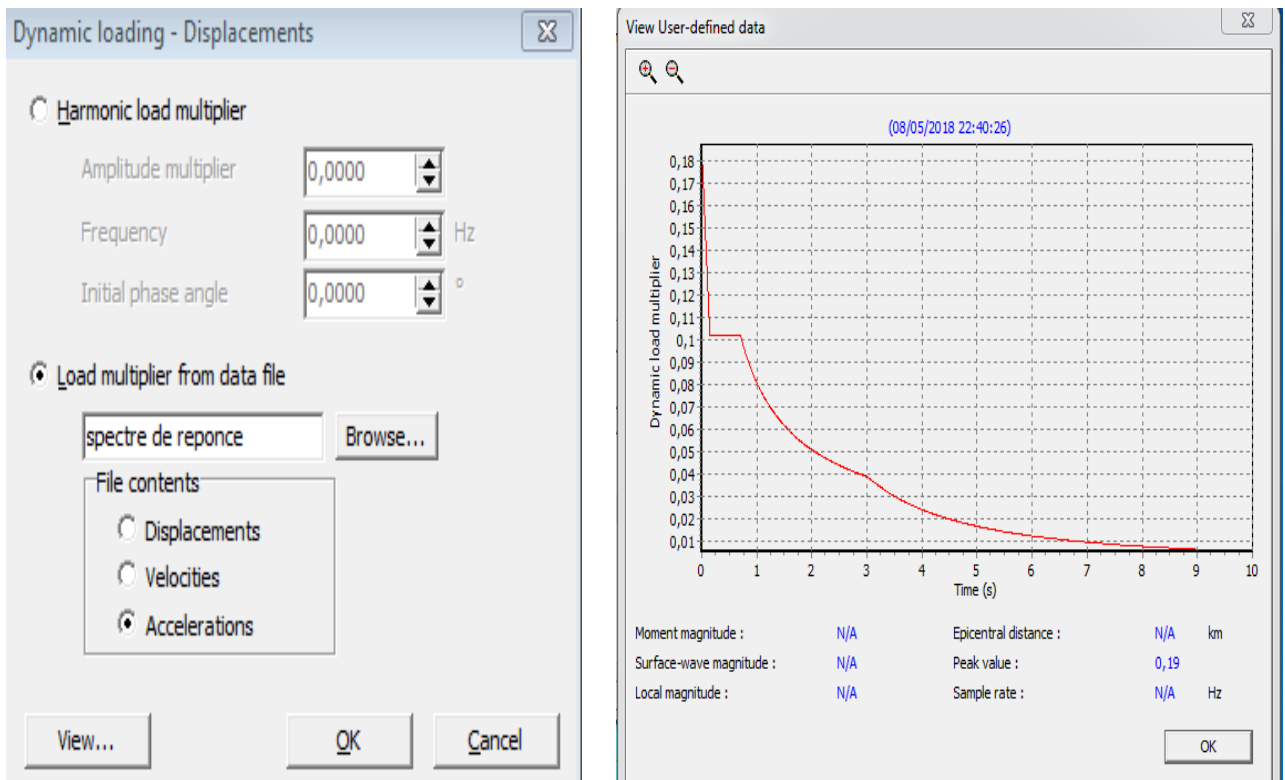 Dynamic loading - Displacements
Harmonic load multiplier
Amplitude multiplier 0,0000
Frequency 0,0000 Hz
Initial phase angle 0,0000 °
Load multiplier from data file
spectre de reponce Browse...
File contents
Displacements
Velocities
Accelerations
View... OK Cancel
View User-defined data
(08/05/2018 22:40:26)
Dynamic load multiplier
0,18
0,17
0,16
0,15
0,14
0,13
0,12
0,11
0,1
0,09
0,08
0,07
0,06
0,05
0,04
0,03
0,02
0,01
0 1 2 3 4 5 6 7 8 9 10
Time (s)
Moment magnitude : N/A Epicentral distance : N/A km
Surface-wave magnitude : N/A Peak value : 0,19
Local magnitude : N/A Sample rate : N/A Hz
OK